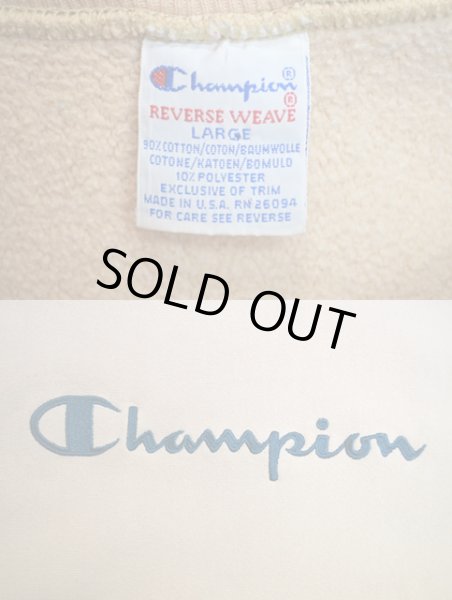 Champion®
REVERSE WEAVE®
LARGE
90% COTTON/COTON/BAUMWOLLE
COTONE/KATOEN/BOMULD
10% POLYESTER
EXCLUSIVE OF TRIM
MADE IN U.S.A. RN 26094
FOR CARE SEE REVERSE
SOLD OUT
Champion